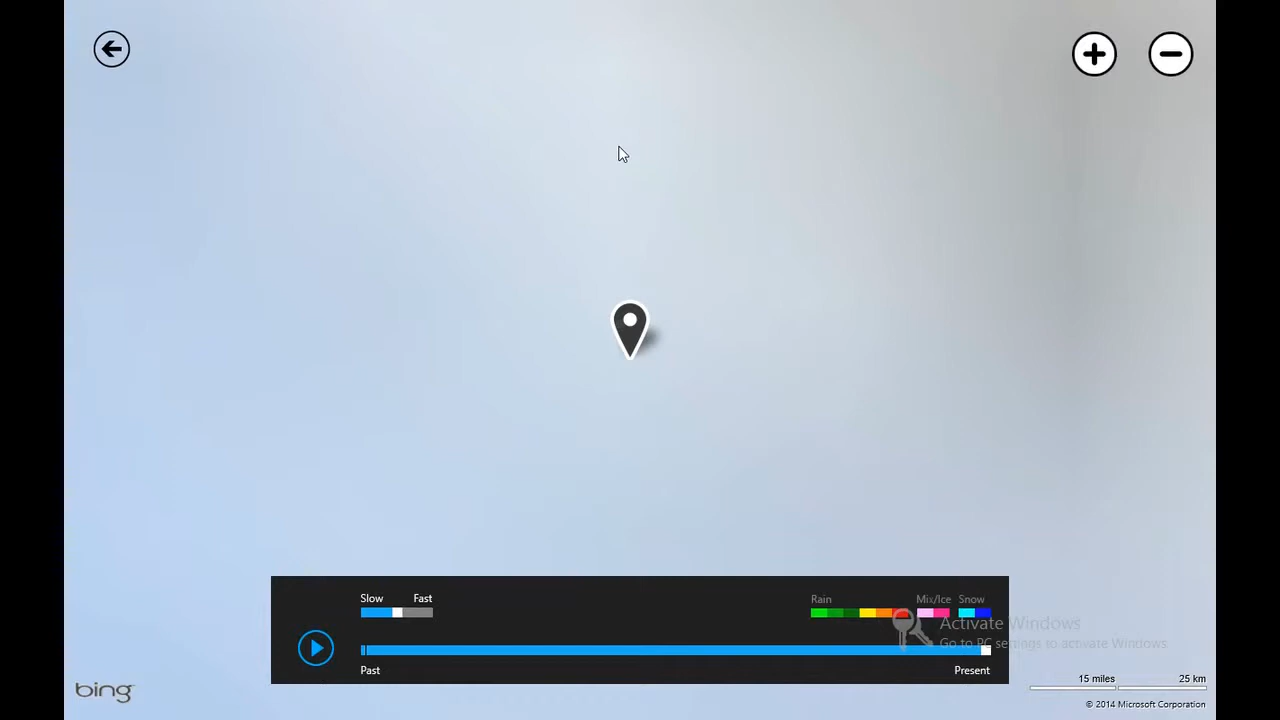 Slow Fast
Rain Mix/Ice Snow
Activate Windows
Go to PC settings to activate Windows.
Past Present
15 miles 25 km
bing
© 2014 Microsoft Corporation